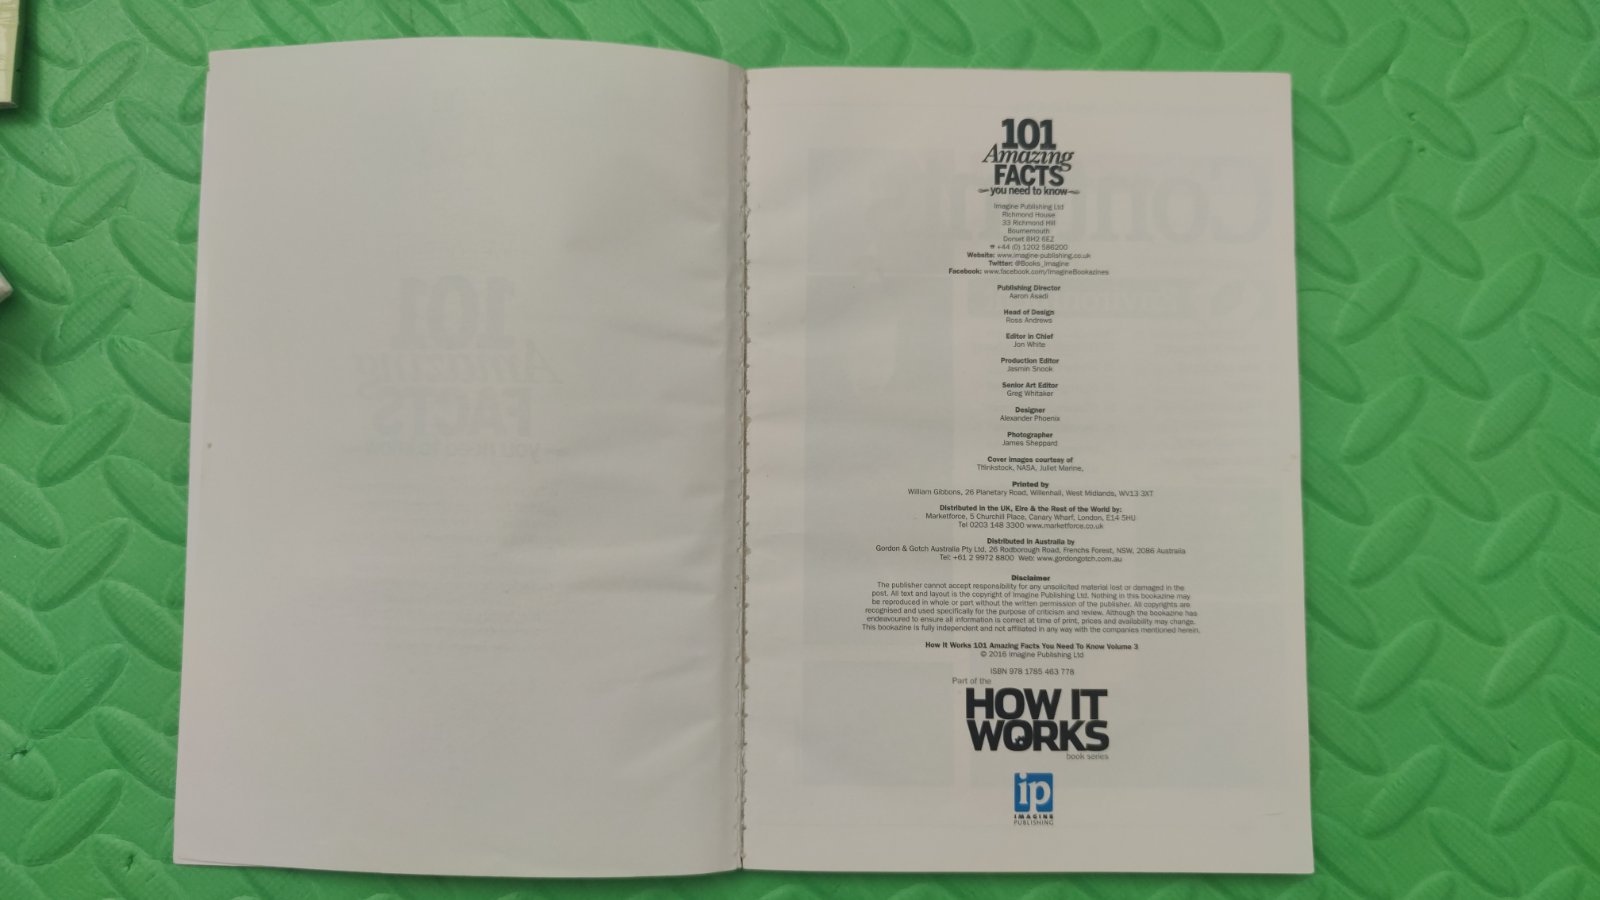 101
Amazing
FACTS
you need to know
Imagine Publishing Ltd
Richmond House
33 Richmond Hill
Bournemouth
Dorset BH2 6EZ
+44 (0) 1202 586200
Website: www.imagine-publishing.co.uk
Twitter: @Books_Imagine
Facebook: www.facebook.com/ImagineBookazines
Publishing Director
Aaron Asadi
Head of Design
Ross Andrews
Editor in Chief
Jon White
Production Editor
Jasmin Snook
Senior Art Editor
Greg Whitaker
Designer
Alexander Phoenix
Photographer
James Sheppard
Cover images courtesy of
Thinkstock, NASA, Juliet Marine,
Printed by
William Gibbons, 26 Planetary Road, Willenhall, West Midlands, WV13 3XT
Distributed in the UK, Eire & the Rest of the World by:
Marketforce, 5 Churchill Place, Canary Wharf, London, E14 5HU
Tel 0203 148 3300 www.marketforce.co.uk
Distributed in Australia by
Gordon & Gotch Australia Pty Ltd, 26 Rodborough Road, Frenchs Forest, NSW, 2086 Australia
Tel: +61 2 9972 8800 Web: www.gordongotch.com.au
Disclaimer
The publisher cannot accept responsibility for any unsolicited material lost or damaged in the
post. All text and layout is the copyright of Imagine Publishing Ltd. Nothing in this bookazine may
be reproduced in whole or part without the written permission of the publisher. All copyrights are
recognised and used specifically for the purpose of criticism and review. Although the bookazine has
endeavoured to ensure all information is correct at time of print, prices and availability may change.
This bookazine is fully independent and not affiliated in any way with the companies mentioned herein.
How It Works 101 Amazing Facts You Need To Know Volume 3
© 2016 Imagine Publishing Ltd
ISBN 978 1785 463 778
Part of the
HOW IT
WORKS
book series
ip
IMAGINE
PUBLISHING